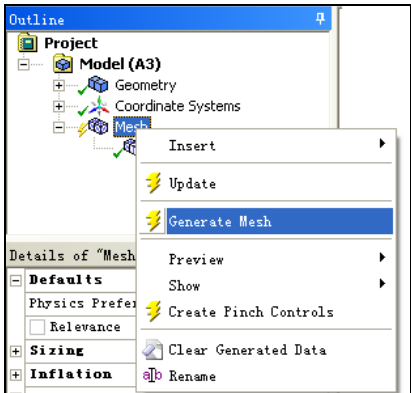 Outline
Project
Model (A3)
Geometry
Coordinate Systems
Mesh
Insert
Update
Generate Mesh
Preview
Show
Create Pinch Controls
Clear Generated Data
Rename
Details of "Mesh
Defaults
Physics Prefe
Relevance
Sizing
Inflation